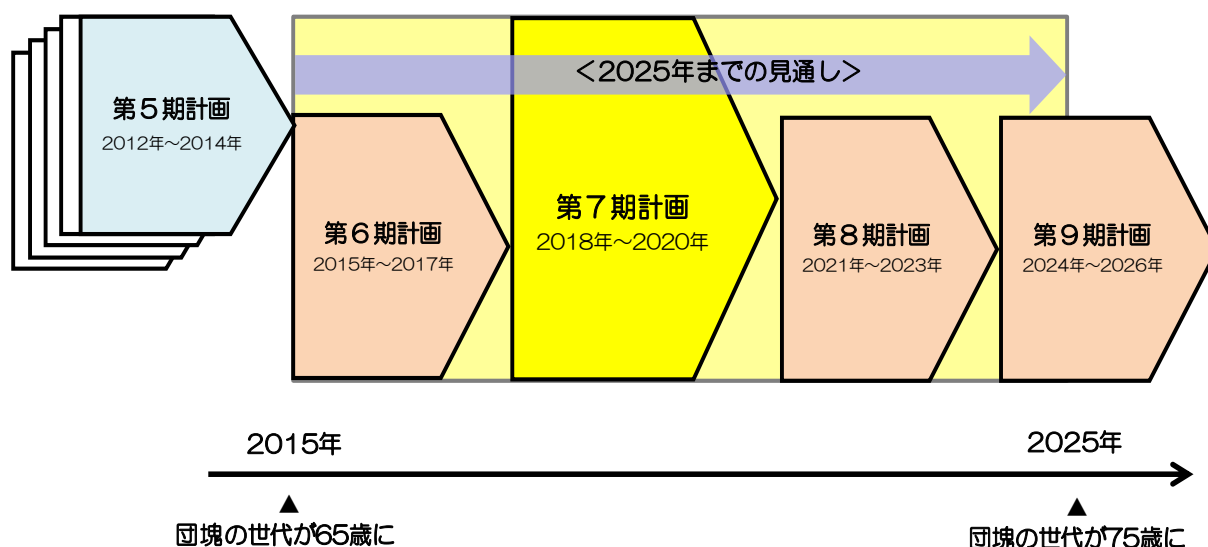 ＜2025年までの見通し＞
第５期計画
2012年～2014年
第６期計画
2015年～2017年
第７期計画
2018年～2020年
第８期計画
2021年～2023年
第９期計画
2024年～2026年
2015年
2025年
▲
▲
団塊の世代が65歳に
団塊の世代が75歳に